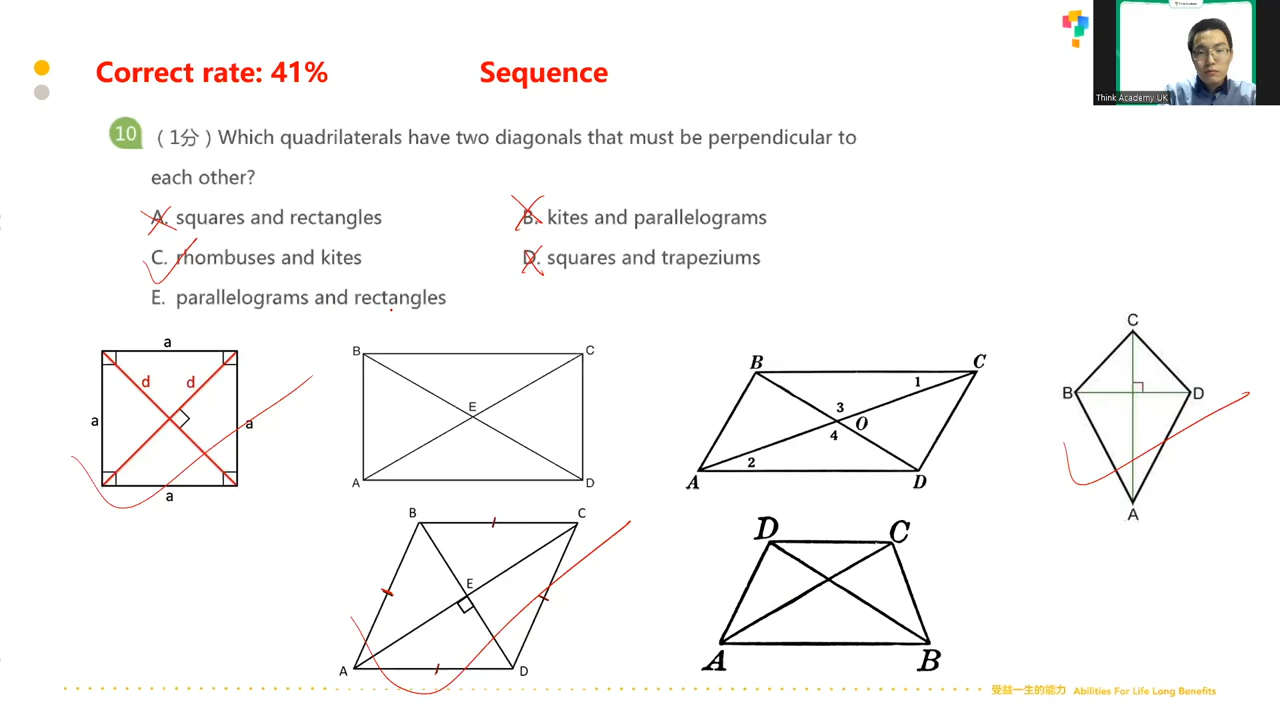 Correct rate: 41%
Sequence
Think Academy UK
10
(1分) Which quadrilaterals have two diagonals that must be perpendicular to
each other?
A. squares and rectangles
B. kites and parallelograms
C. rhombuses and kites
D. squares and trapeziums
E. parallelograms and rectangles
a
d d
a a
a
B C
E
A D
B C
1
3
O
4
2
A D
C
B D
A
B C
E
A D
D C
A B
受益一生的能力 Abilities For Life Long Benefits